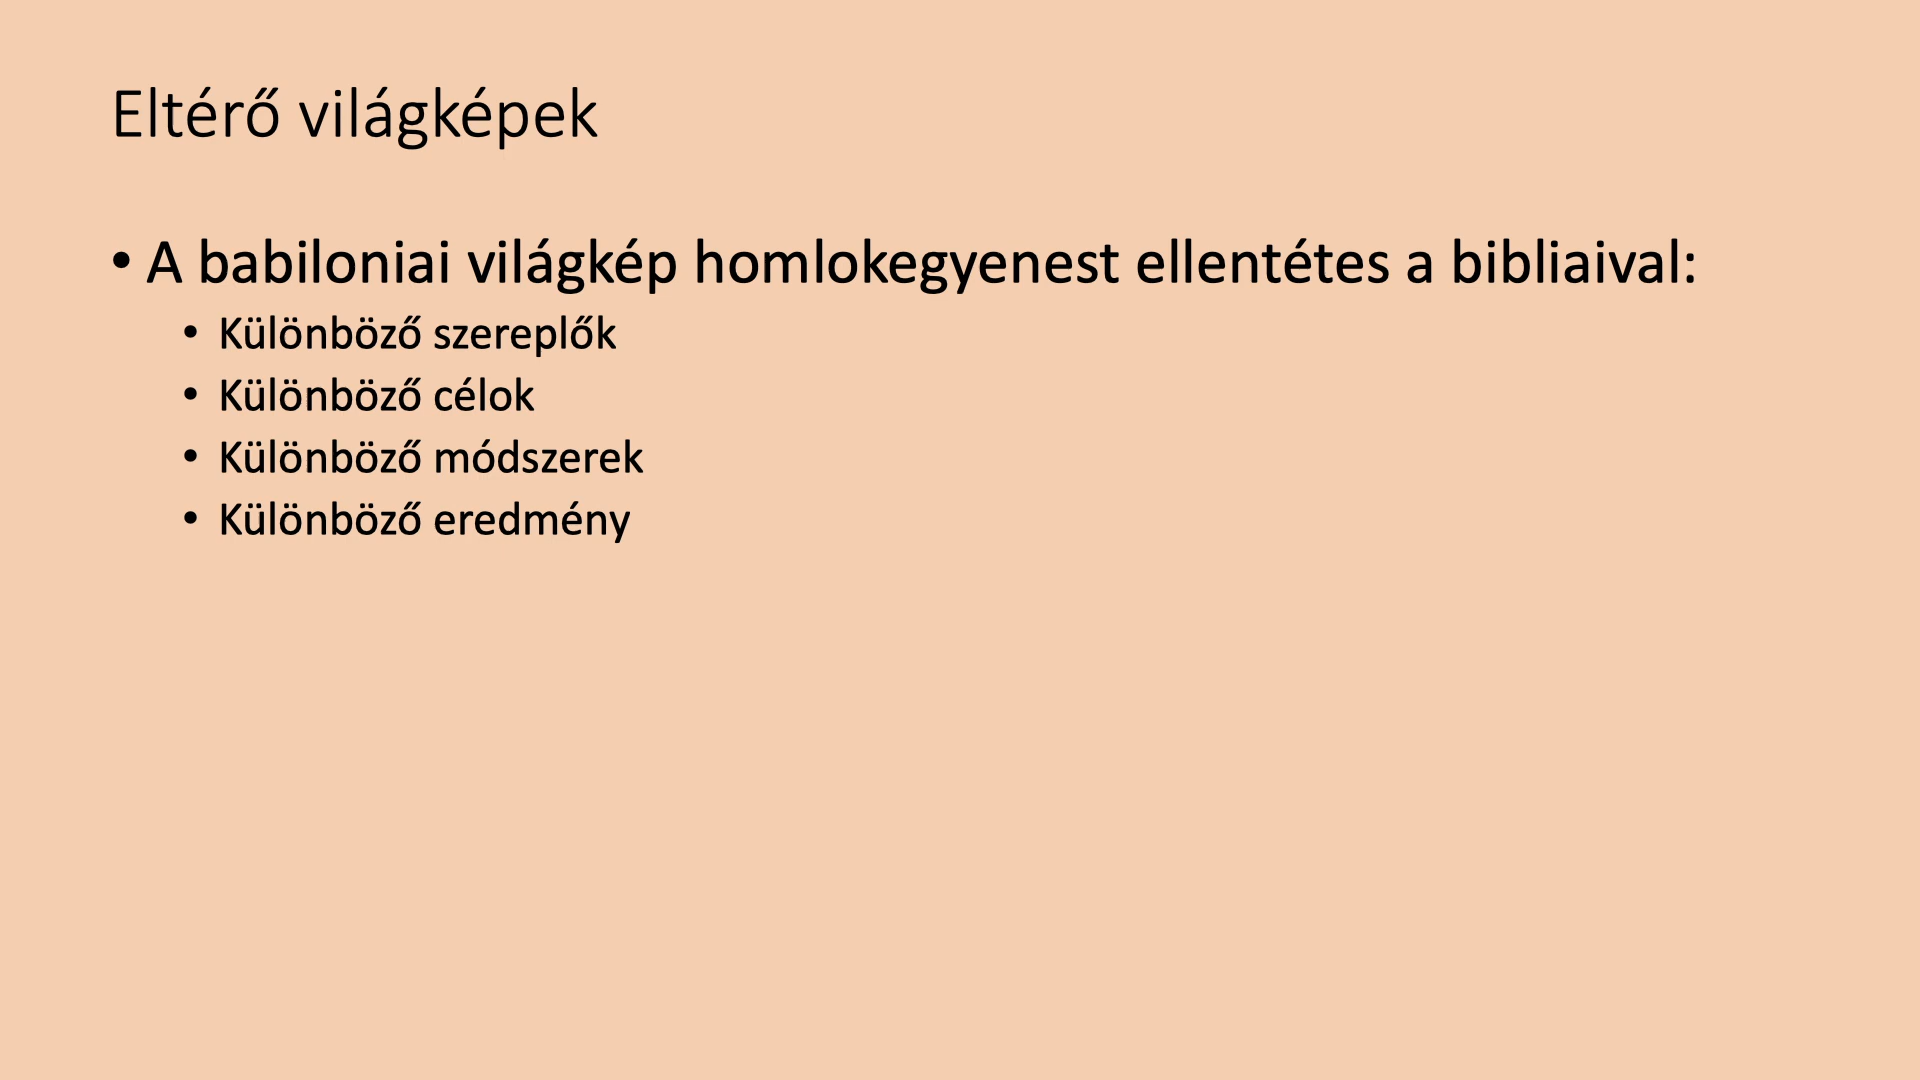 Eltérő világképek
• A babiloniai világkép homlokegyenest ellentétes a bibliaival:
• Különböző szereplők
• Különböző célok
• Különböző módszerek
• Különböző eredmény